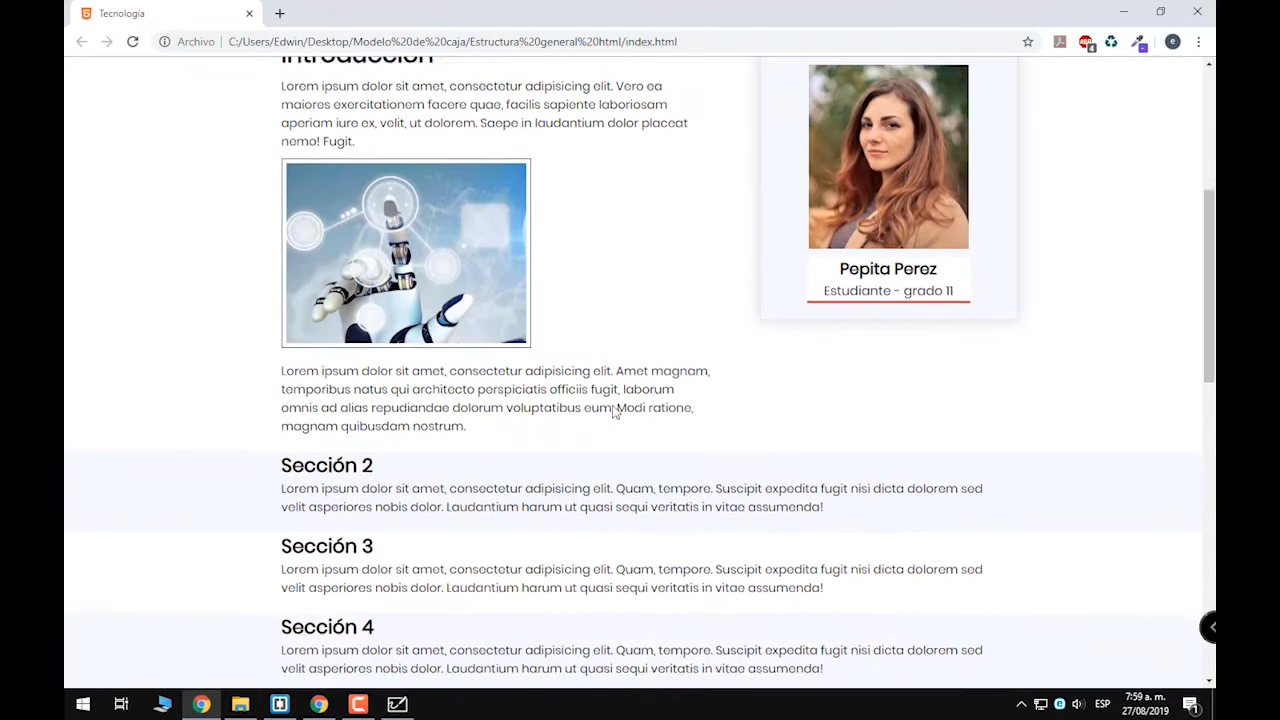 Tecnología
Archivo
C:/Users/Edwin/Desktop/Modelo%20de%20caja/Estructura%20general%20html/index.html
4
e
Introducción
Lorem ipsum dolor sit amet, consectetur adipisicing elit. Vero ea
maiores exercitationem facere quae, facilis sapiente laboriosam
aperiam iure ex, velit, ut dolorem. Saepe in laudantium dolor placeat
nemo! Fugit.
Pepita Perez
Estudiante - grado 11
Lorem ipsum dolor sit amet, consectetur adipisicing elit. Amet magnam,
temporibus natus qui architecto perspiciatis officiis fugit, laborum
omnis ad alias repudiandae dolorum voluptatibus eum. Modi ratione,
magnam quibusdam nostrum.
Sección 2
Lorem ipsum dolor sit amet, consectetur adipisicing elit. Quam, tempore. Suscipit expedita fugit nisi dicta dolorem sed
velit asperiores nobis dolor. Laudantium harum ut quasi sequi veritatis in vitae assumenda!
Sección 3
Lorem ipsum dolor sit amet, consectetur adipisicing elit. Quam, tempore. Suscipit expedita fugit nisi dicta dolorem sed
velit asperiores nobis dolor. Laudantium harum ut quasi sequi veritatis in vitae assumenda!
Sección 4
Lorem ipsum dolor sit amet, consectetur adipisicing elit. Quam, tempore. Suscipit expedita fugit nisi dicta dolorem sed
velit asperiores nobis dolor. Laudantium harum ut quasi sequi veritatis in vitae assumenda!
ESP
7:59 a. m.
27/08/2019
1